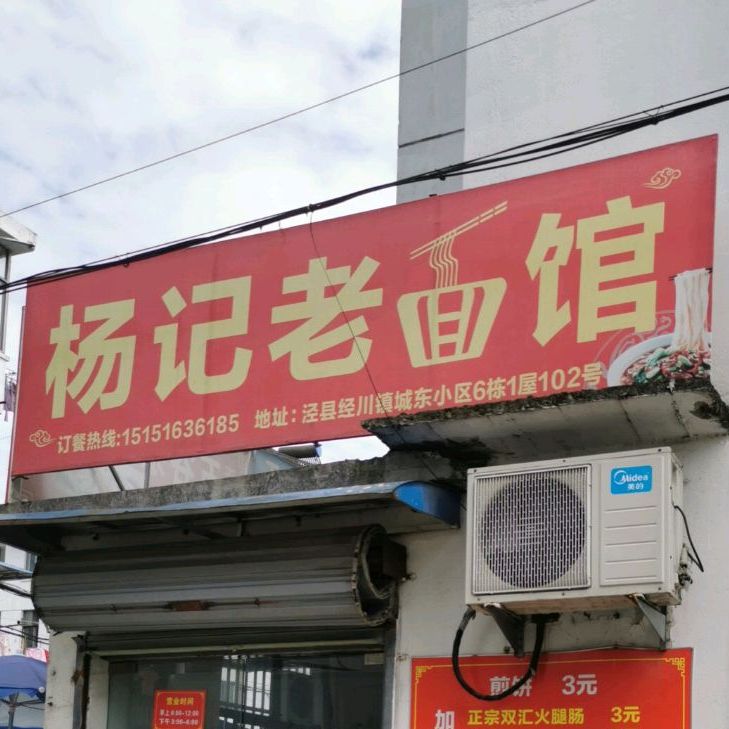 杨记老面馆
订餐热线:15151636185 地址:泾县经川镇城东小区6栋1屋102号
Midea
美的
营业时间
煎饼 3元
加 正宗双汇火腿肠 3元